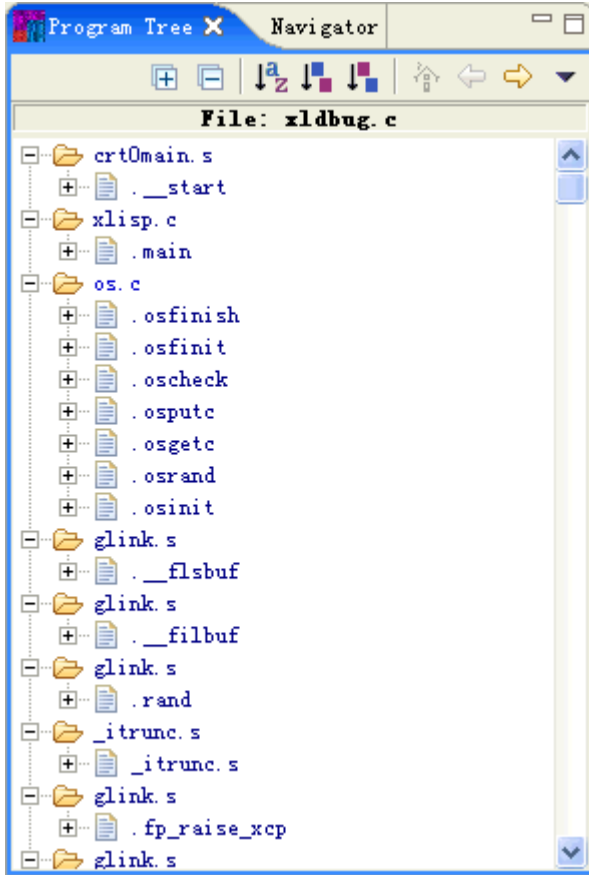 Program Tree Navigator
File: xldbug.c
crt0main.s
.__start
xlisp.c
.main
os.c
.osfinish
.osfinit
.oscheck
.osputc
.osgetc
.osrand
.osinit
glink.s
.__flsbuf
glink.s
.__filbuf
glink.s
.rand
_itrunc.s
_itrunc.s
glink.s
.fp_raise_xcp
glink.s